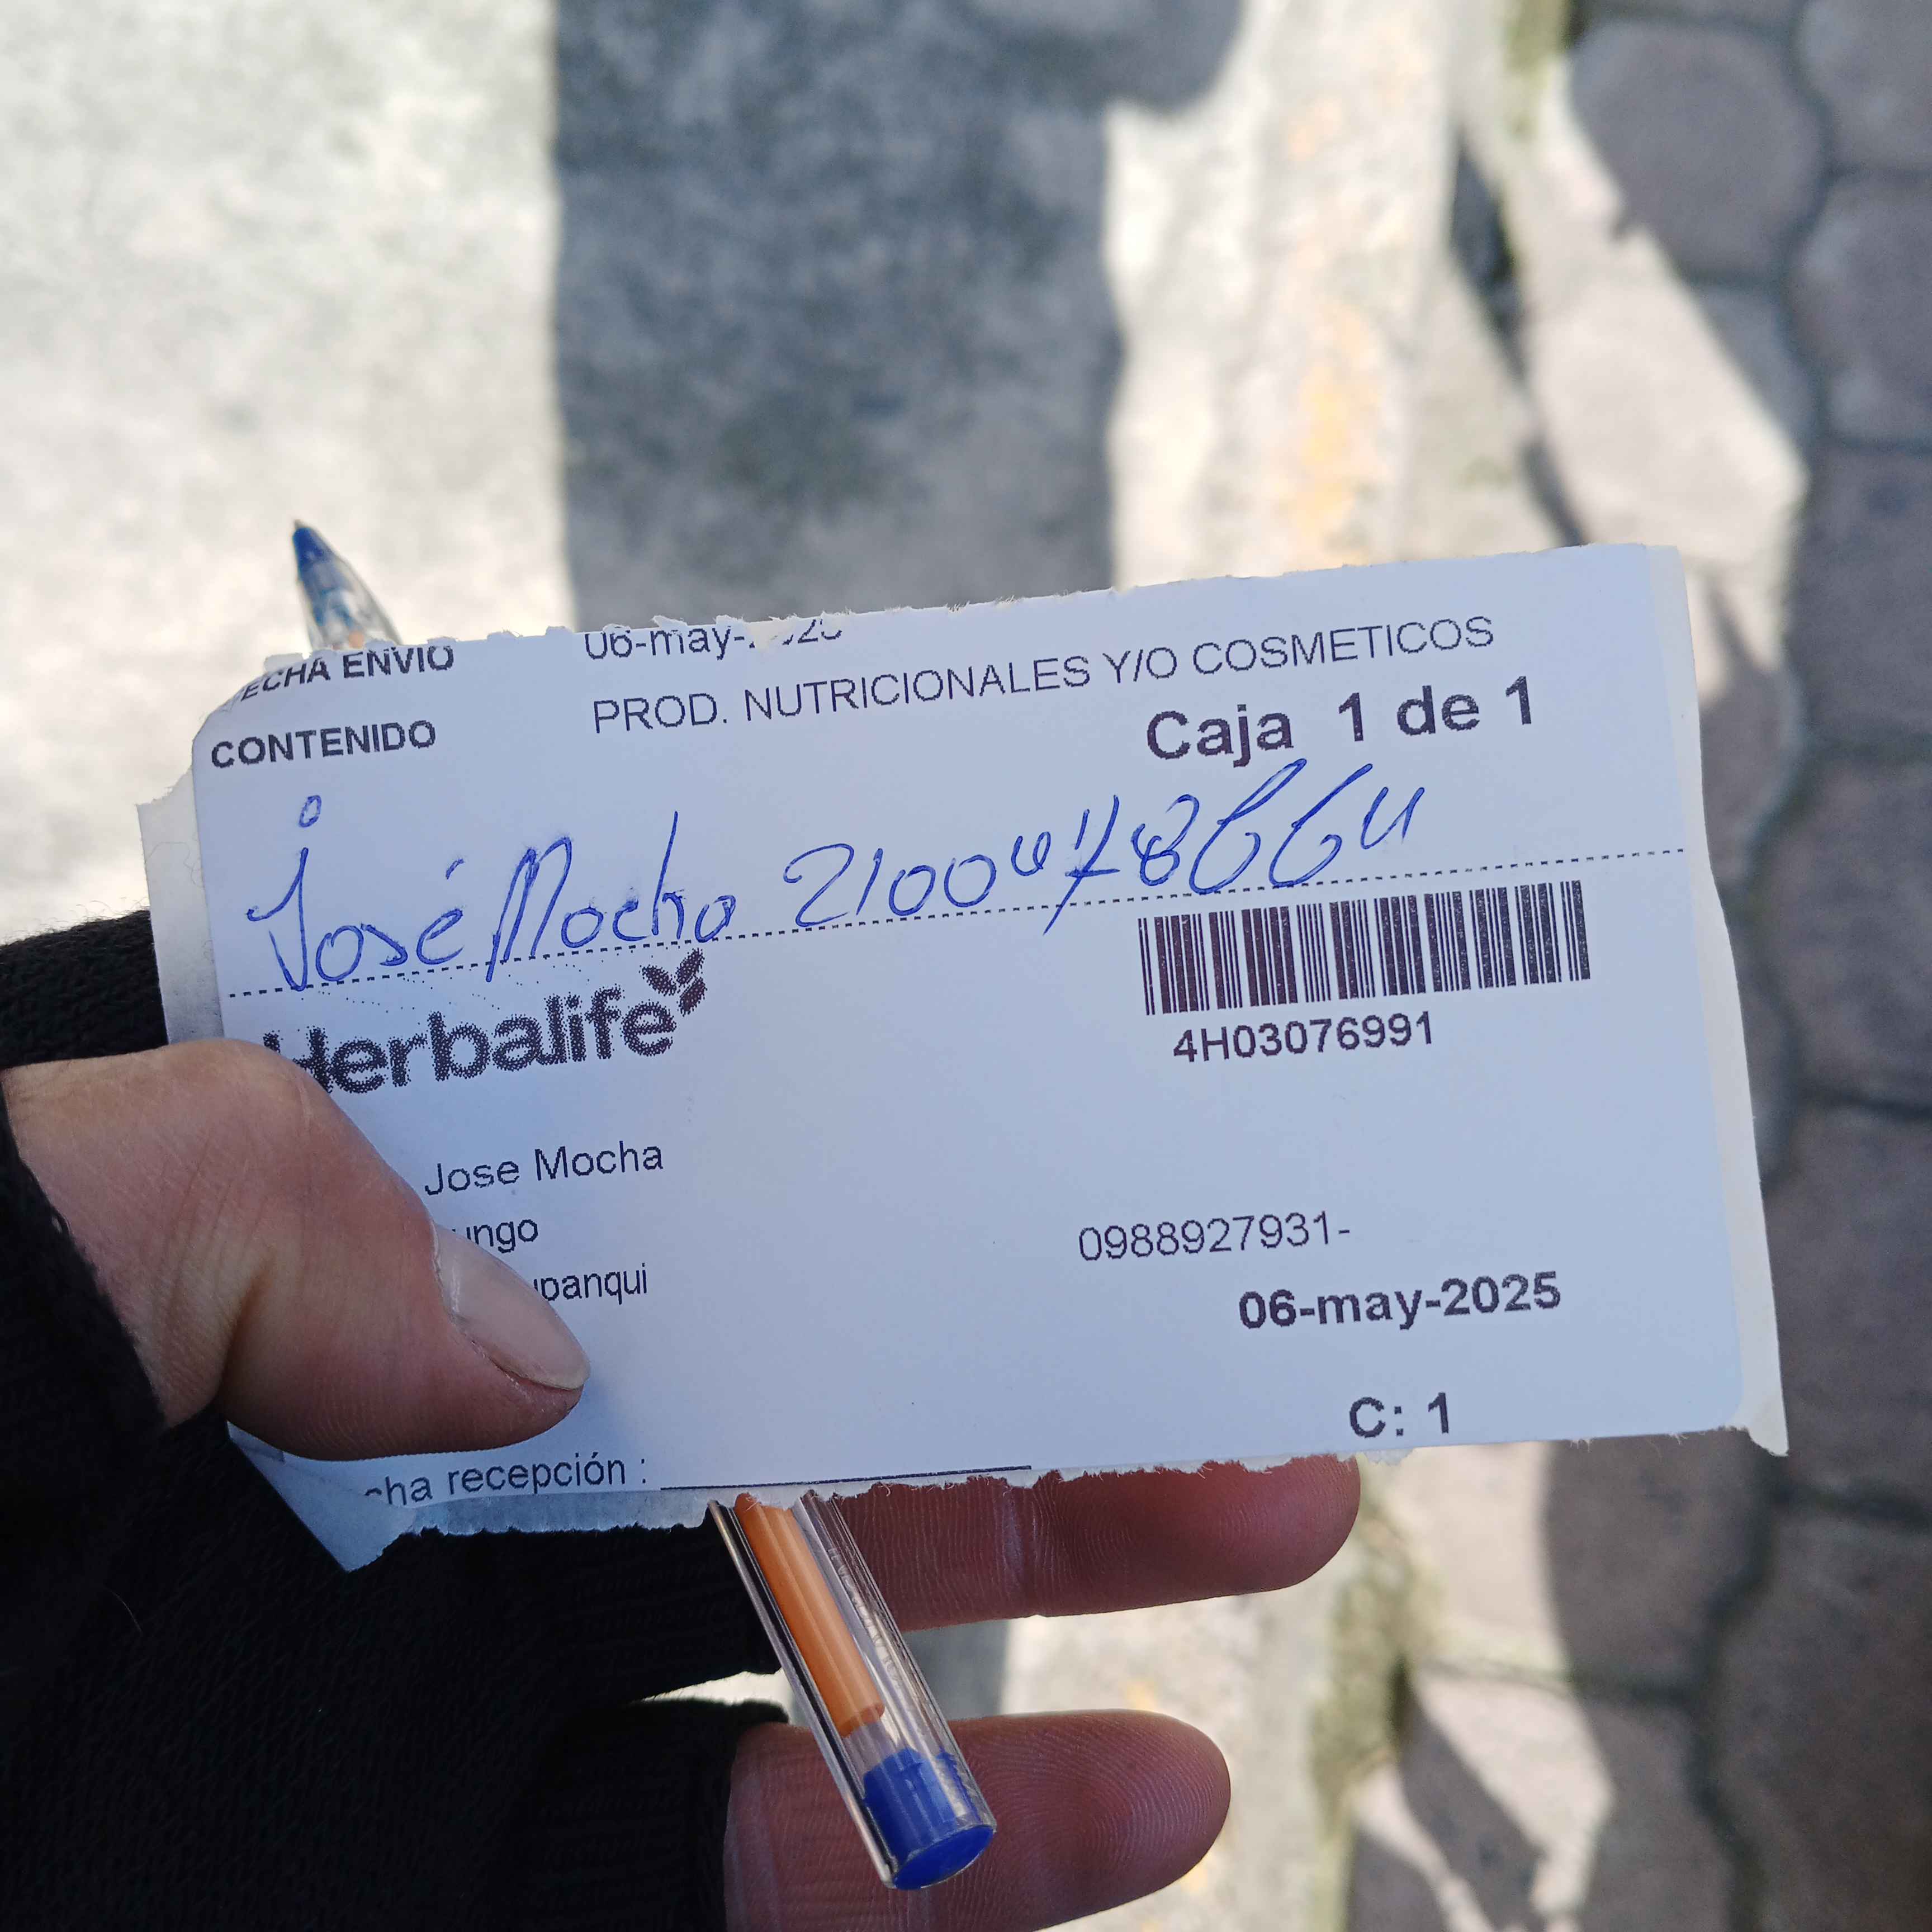 ECHA ENVIO 06-may-2025
CONTENIDO PROD. NUTRICIONALES Y/O COSMETICOS
Caja 1 de 1
José Mocha
Herbalife
4H03076991
Jose Mocha
ungo 0988927931-
upanqui
06-may-2025
C: 1
cha recepción :